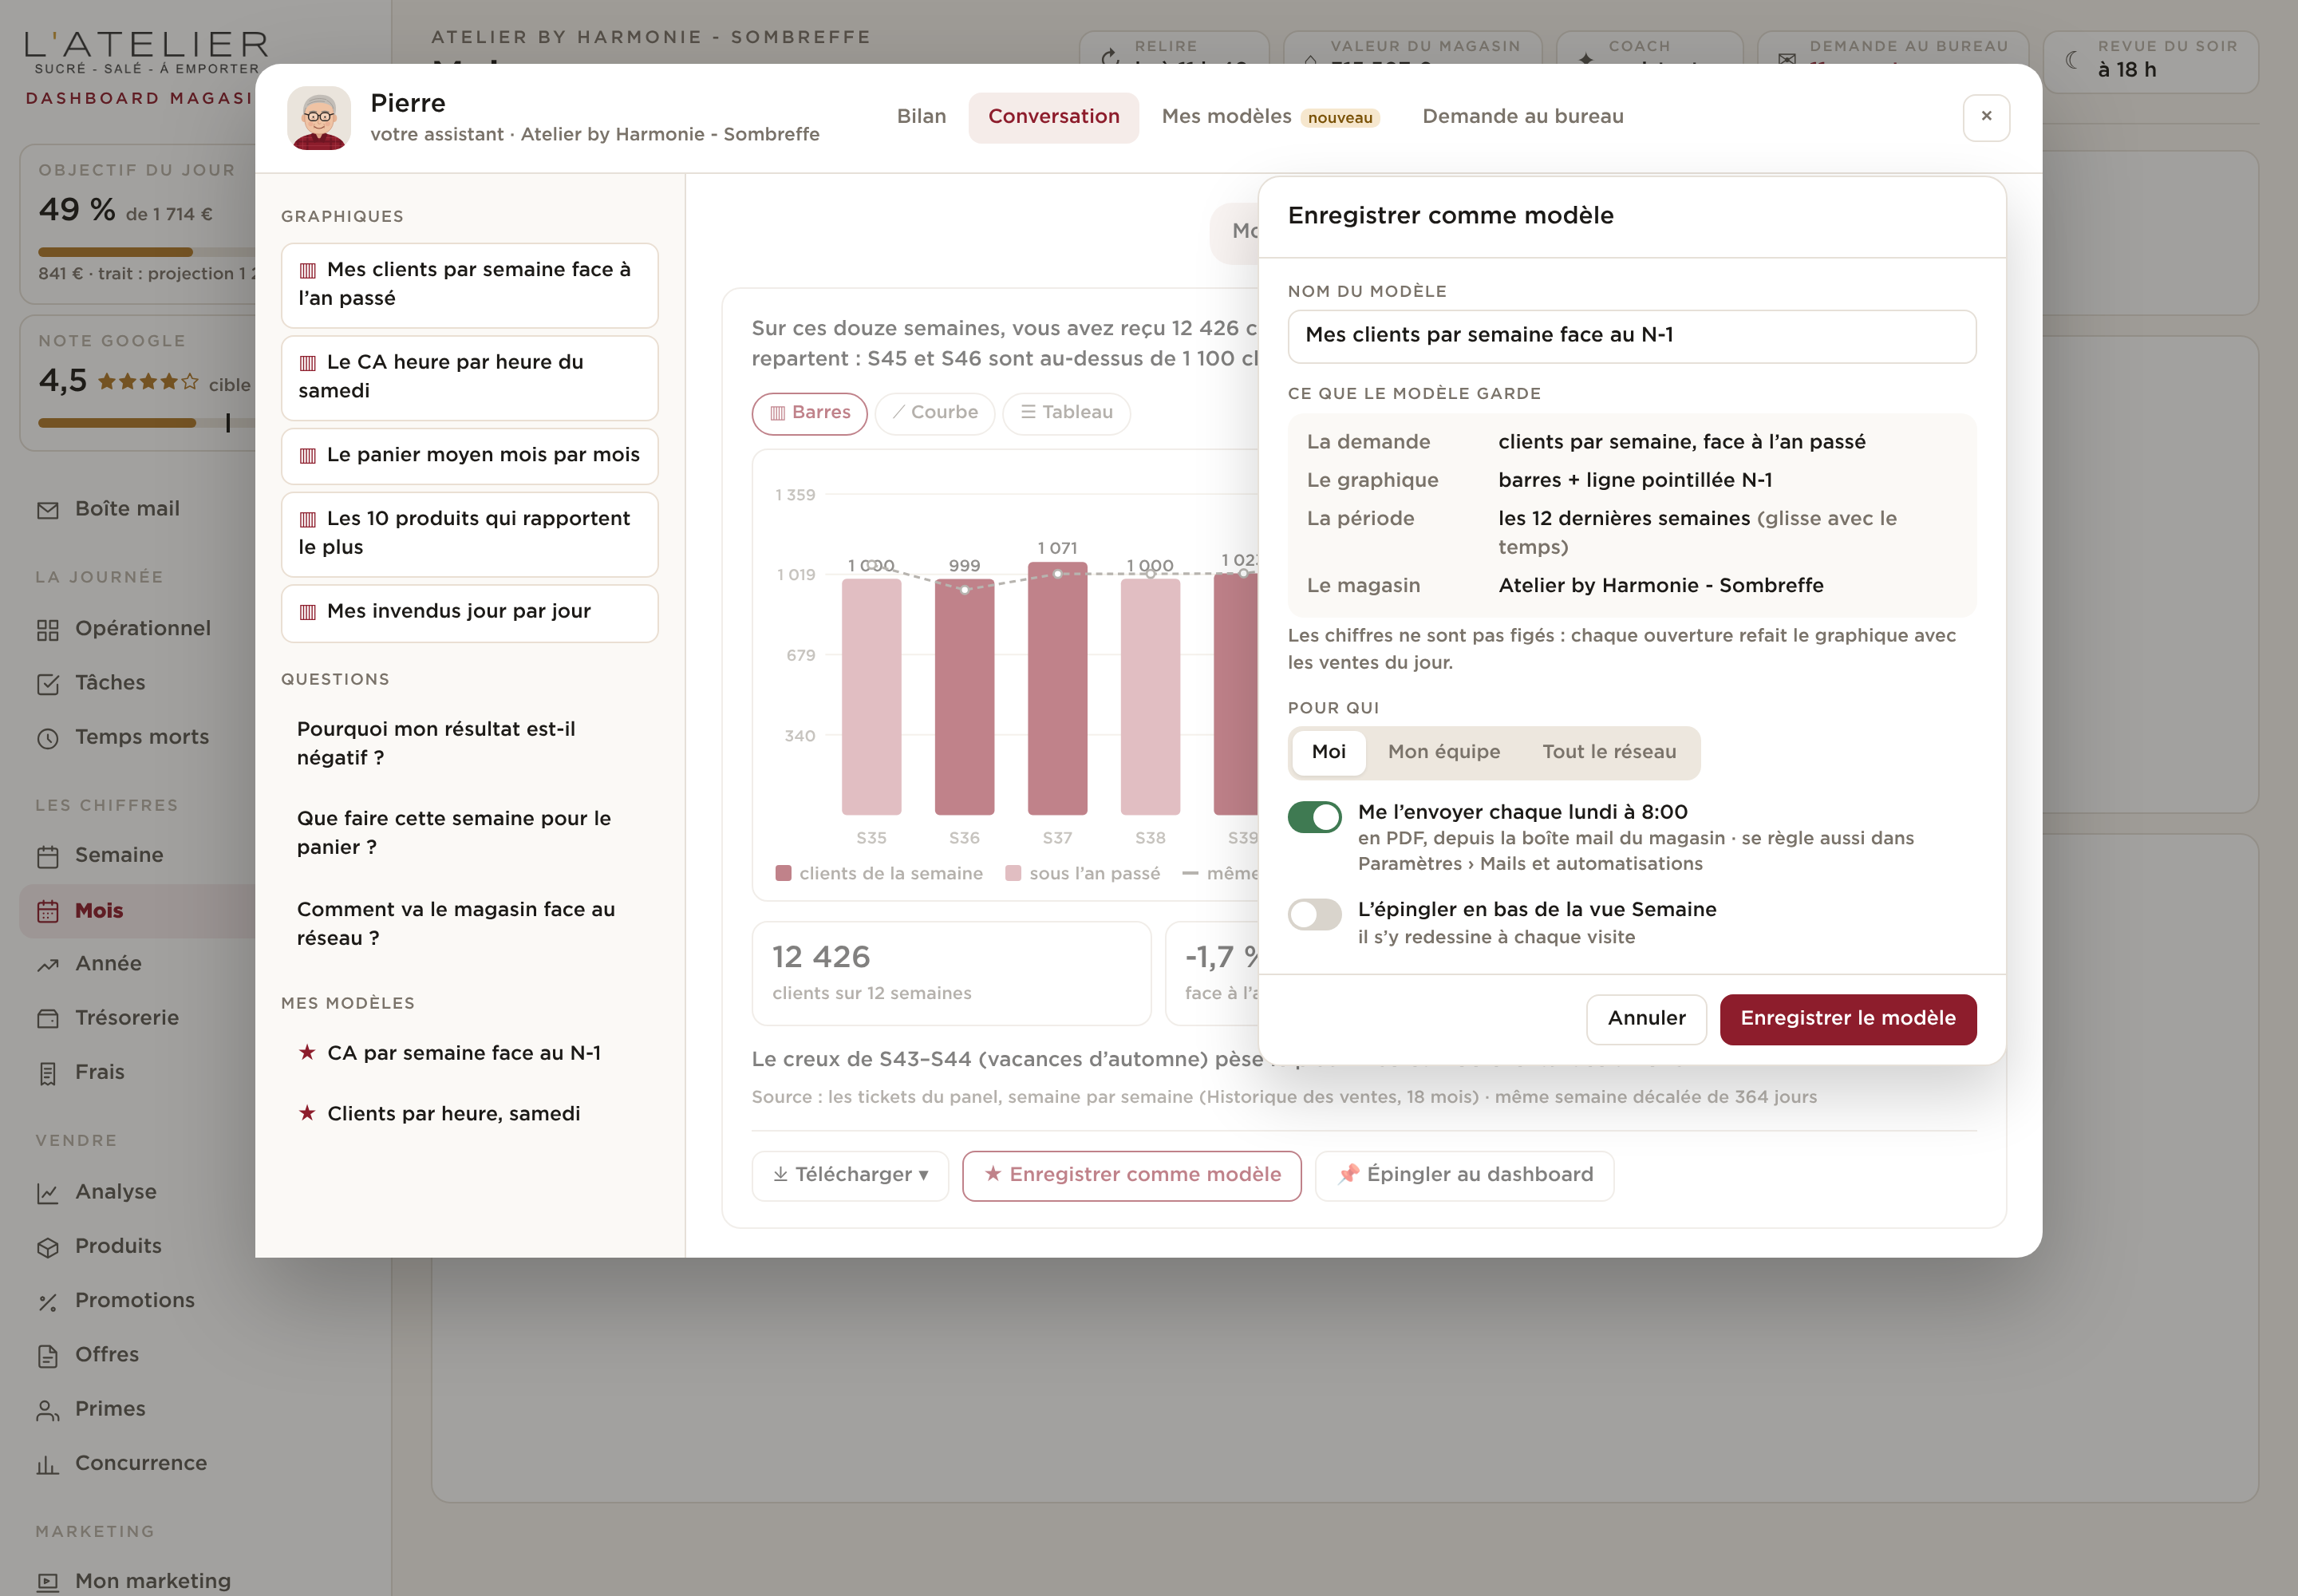 L'ATELIER
SUCRÉ - SALÉ - Á EMPORTER
DASHBOARD MAGASI
OBJECTIF DU JOUR
49 % de 1 714 €
841 € · trait : projection 1 2
NOTE GOOGLE
4,5 ★★★★☆ cible
Boîte mail
LA JOURNÉE
Opérationnel
Tâches
Temps morts
LES CHIFFRES
Semaine
Mois
Année
Trésorerie
Frais
VENDRE
Analyse
Produits
Promotions
Offres
Primes
Concurrence
MARKETING
Mon marketing
ATELIER BY HARMONIE - SOMBREFFE
RELIRE
VALEUR DU MAGASIN
COACH
DEMANDE AU BUREAU
REVUE DU SOIR
à 18 h
Pierre
votre assistant · Atelier by Harmonie - Sombreffe
Bilan
Conversation
Mes modèles nouveau
Demande au bureau
×
GRAPHIQUES
Mes clients par semaine face à
l’an passé
Le CA heure par heure du
samedi
Le panier moyen mois par mois
Les 10 produits qui rapportent
le plus
Mes invendus jour par jour
QUESTIONS
Pourquoi mon résultat est-il
négatif ?
Que faire cette semaine pour le
panier ?
Comment va le magasin face au
réseau ?
MES MODÈLES
★ CA par semaine face au N-1
★ Clients par heure, samedi
Mo
Sur ces douze semaines, vous avez reçu 12 426 c
repartent : S45 et S46 sont au-dessus de 1 100 cl
Barres
Courbe
Tableau
1 359
1 019
679
340
1 000
999
1 071
1 000
1 023
S35
S36
S37
S38
S39
clients de la semaine
sous l’an passé
même
12 426
clients sur 12 semaines
-1,7 %
face à l’a
Le creux de S43–S44 (vacances d’automne) pèse
Source : les tickets du panel, semaine par semaine (Historique des ventes, 18 mois) · même semaine décalée de 364 jours
Télécharger ▾
★ Enregistrer comme modèle
📌 Épingler au dashboard
Enregistrer comme modèle
NOM DU MODÈLE
Mes clients par semaine face au N-1
CE QUE LE MODÈLE GARDE
La demande clients par semaine, face à l’an passé
Le graphique barres + ligne pointillée N-1
La période les 12 dernières semaines (glisse avec le
temps)
Le magasin Atelier by Harmonie - Sombreffe
Les chiffres ne sont pas figés : chaque ouverture refait le graphique avec
les ventes du jour.
POUR QUI
Moi
Mon équipe
Tout le réseau
Me l’envoyer chaque lundi à 8:00
en PDF, depuis la boîte mail du magasin · se règle aussi dans
Paramètres › Mails et automatisations
L’épingler en bas de la vue Semaine
il s’y redessine à chaque visite
Annuler
Enregistrer le modèle